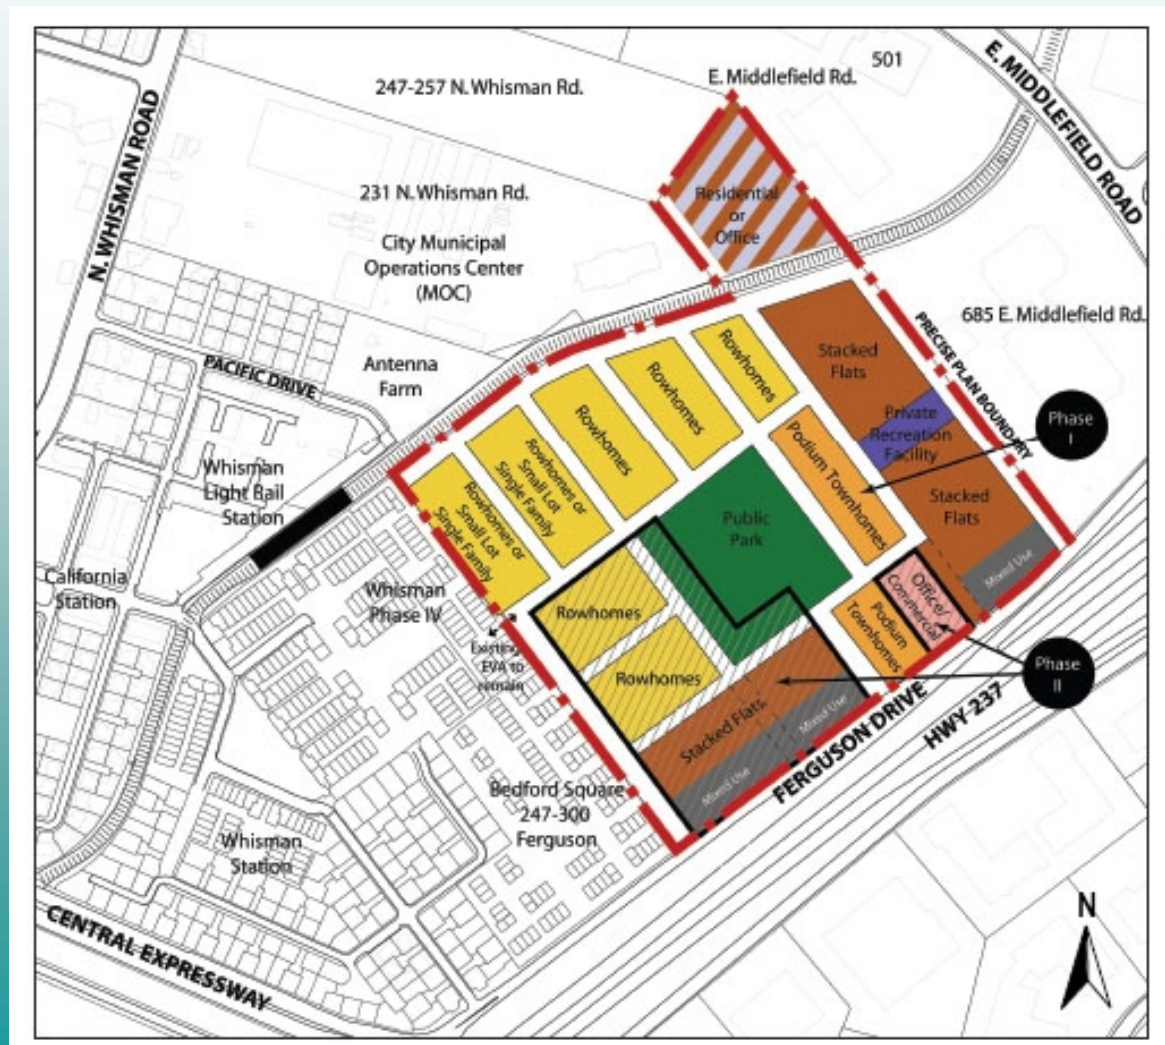 501
E. Middlefield Rd.
247-257 N. Whisman Rd.
E. MIDDLEFIELD ROAD
N. WHISMAN ROAD
231 N. Whisman Rd.
City Municipal
Operations Center
(MOC)
Residential
or
Office
685 E. Middlefield Rd.
PRECISE PLAN BOUNDARY
PACIFIC DRIVE
Antenna
Farm
Stacked
Flats
Rowhomes
Rowhomes
Rowhomes
Rowhomes or
Small Lot
Single Family
Rowhomes or
Small Lot
Single Family
Private
Recreation
Facility
Phase
I
Podium Townhomes
Whisman
Light Rail
Station
Stacked
Flats
Public
Park
Mixed Use
California
Station
Whisman
Phase IV
Rowhomes
Office/
Commercial
Podium
Townhomes
Existing
EVA to
remain
Rowhomes
Phase
II
Stacked Flats
Mixed Use
Mixed Use
FERGUSON DRIVE
HWY 237
Bedford Square
247-300
Ferguson
Whisman
Station
CENTRAL EXPRESSWAY
N